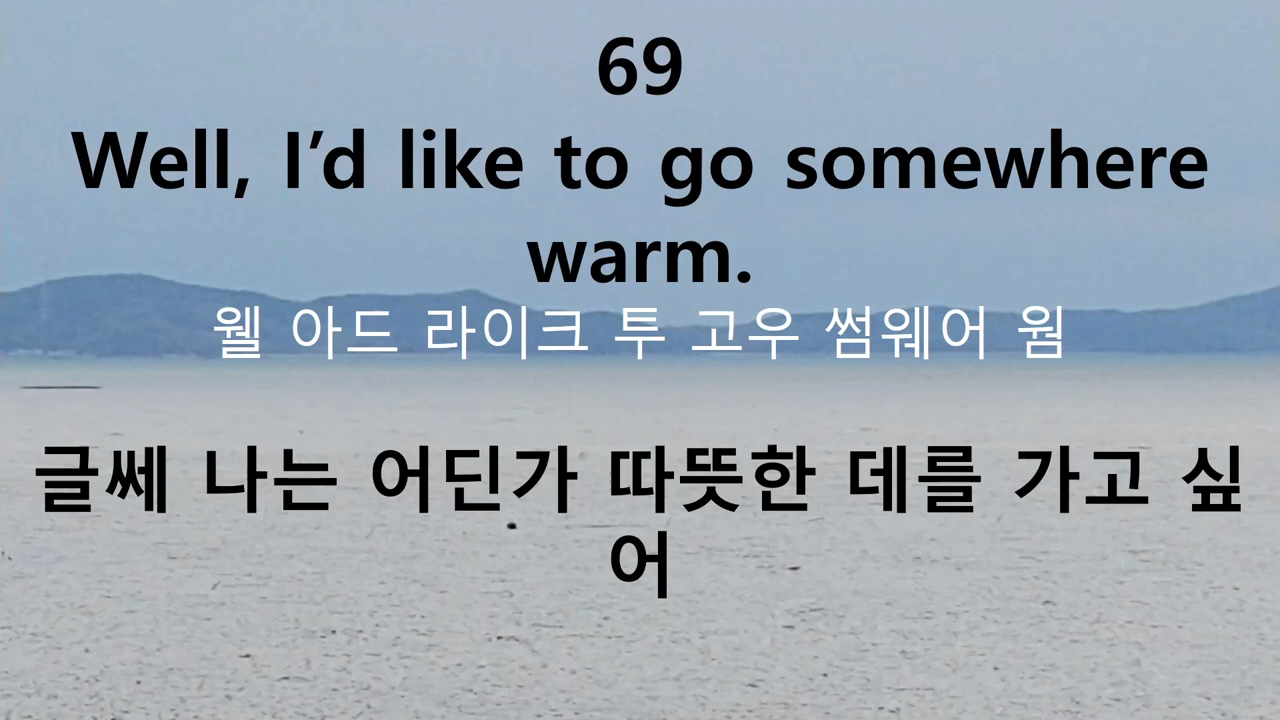 69
Well, I’d like to go somewhere
warm.
웰 아드 라이크 투 고우 썸웨어 웜
글쎄 나는 어딘가 따뜻한 데를 가고 싶
어